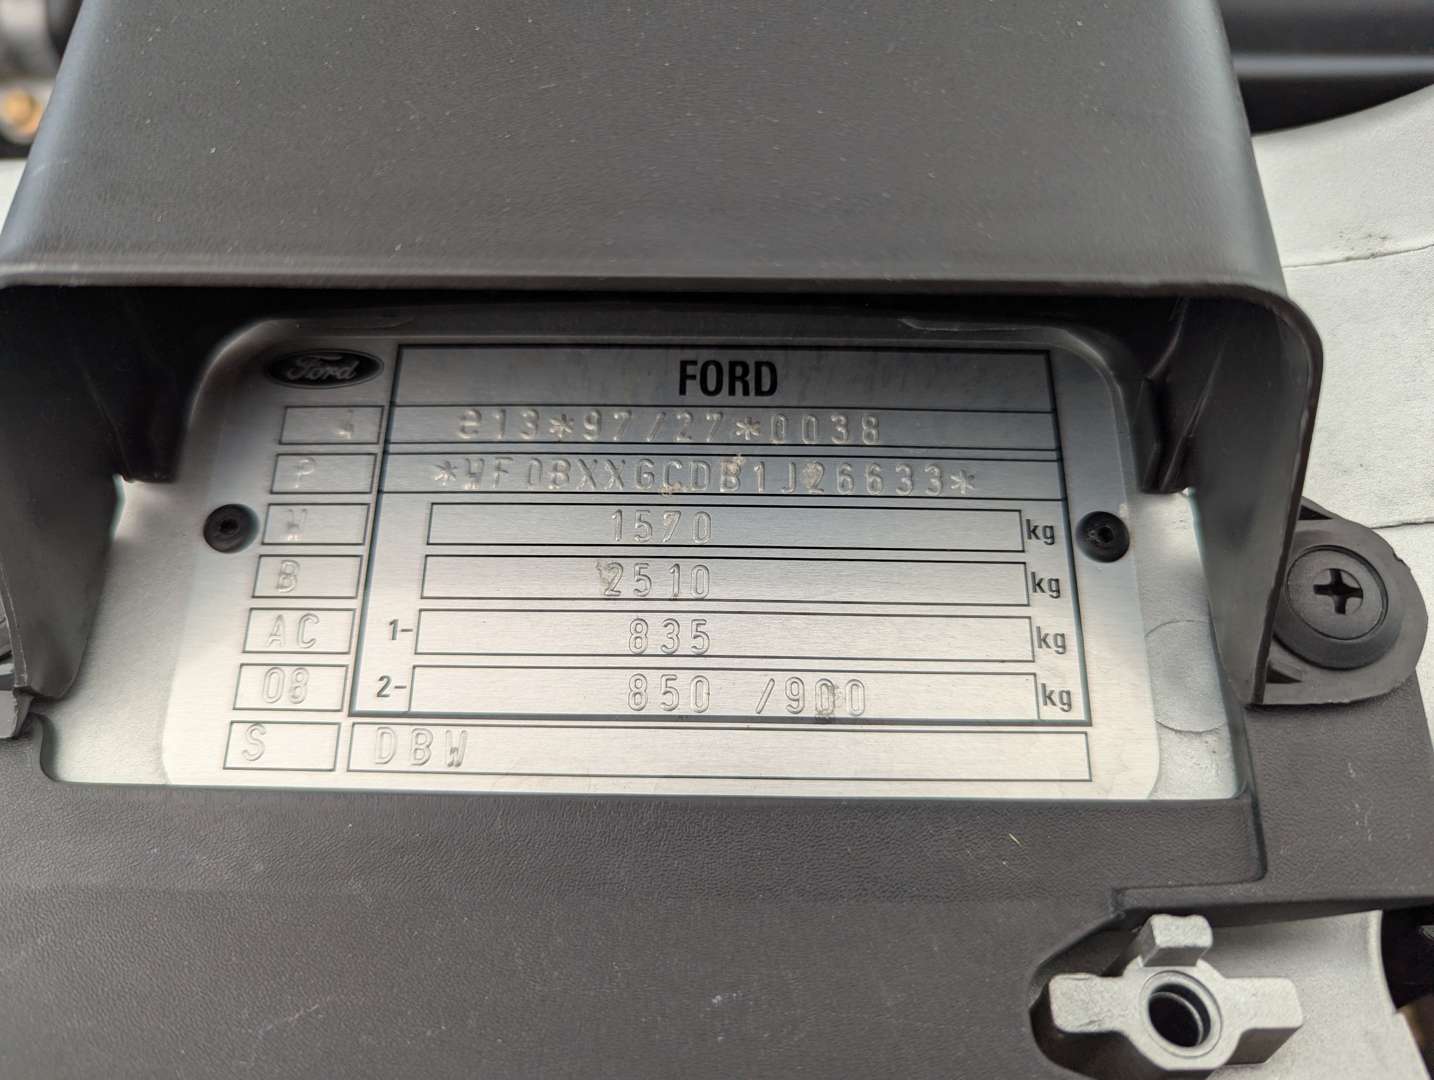 Ford
FORD
J e13*97/27*0038
P *WF0BXXGCDB1J26633*
W 1570 kg
B 2510 kg
AC 1- 835 kg
08 2- 850 /900 kg
S DBW